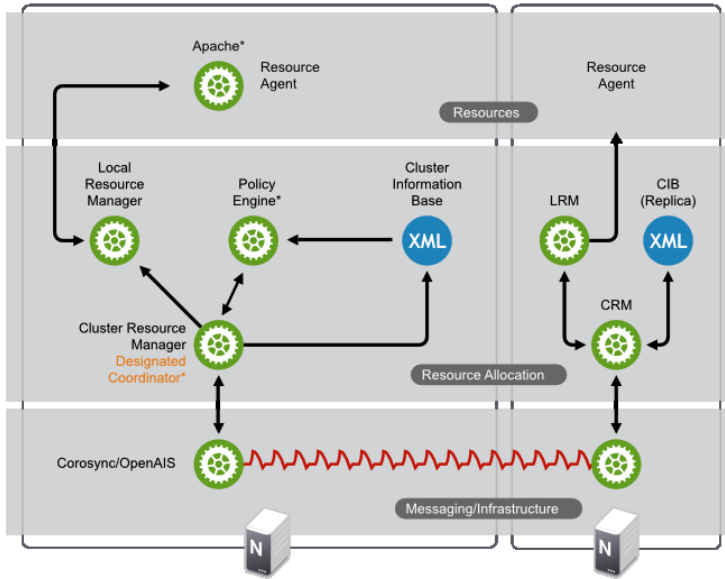 Apache*
Resource
Agent
Resource
Agent
Resources
Local
Resource
Manager
Policy
Engine*
Cluster
Information
Base
LRM
CIB
(Replica)
XML
XML
CRM
Cluster Resource
Manager
Designated
Coordinator*
Resource Allocation
Corosync/OpenAIS
Messaging/Infrastructure
N
N